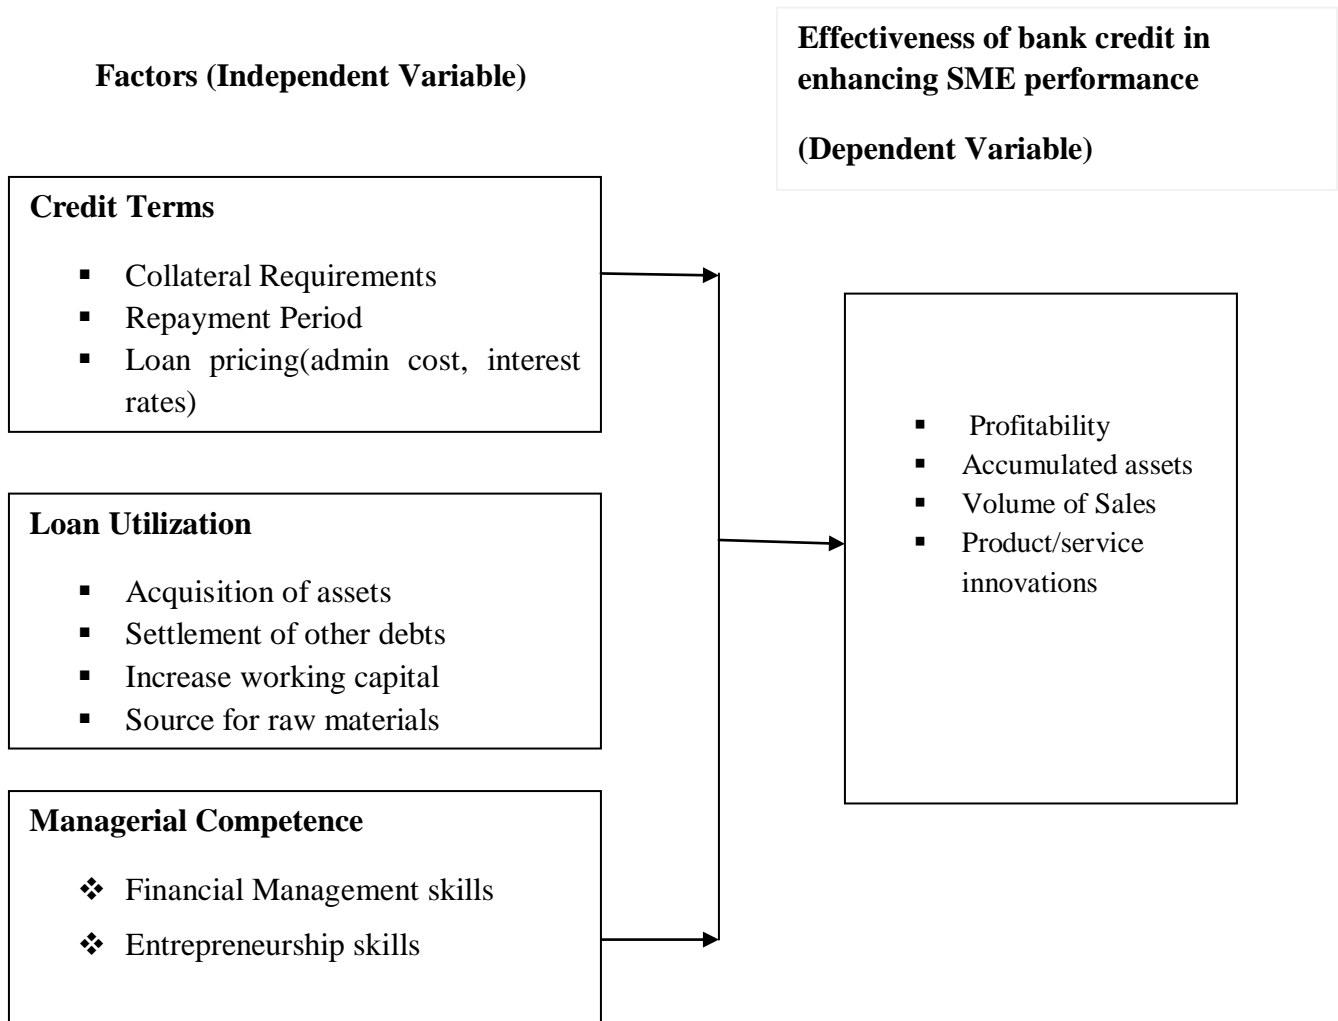 Factors (Independent Variable)
Effectiveness of bank credit in
enhancing SME performance
(Dependent Variable)
Credit Terms
▪ Collateral Requirements
▪ Repayment Period
▪ Loan pricing(admin cost, interest
rates)
Loan Utilization
▪ Acquisition of assets
▪ Settlement of other debts
▪ Increase working capital
▪ Source for raw materials
Managerial Competence
❖ Financial Management skills
❖ Entrepreneurship skills
▪ Profitability
▪ Accumulated assets
▪ Volume of Sales
▪ Product/service
innovations